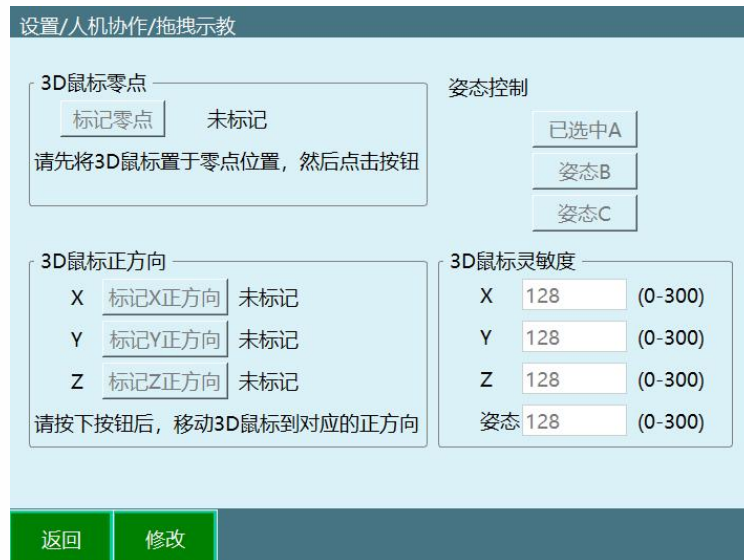 设置/人机协作/拖拽示教
3D鼠标零点
标记零点 未标记
请先将3D鼠标置于零点位置，然后点击按钮
姿态控制
已选中A
姿态B
姿态C
3D鼠标正方向
X 标记X正方向 未标记
Y 标记Y正方向 未标记
Z 标记Z正方向 未标记
请按下按钮后，移动3D鼠标到对应的正方向
3D鼠标灵敏度
X 128 (0-300)
Y 128 (0-300)
Z 128 (0-300)
姿态 128 (0-300)
返回 修改